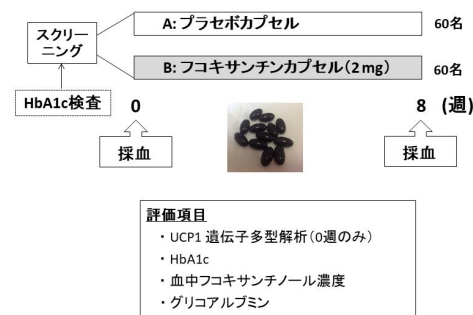 スクリー
ニング
A: プラセボカプセル
60名
B: フコキサンチンカプセル(2mg)
60名
HbA1c検査
0
8 (週)
採血
採血
評価項目
・UCP1 遺伝子多型解析(0週のみ)
・HbA1c
・血中フコキサンチノール濃度
・グリコアルブミン